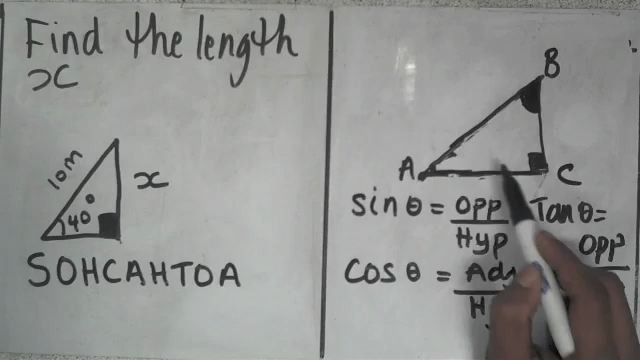 Find the length
x
10m
x
40°
SOHCAHTOA
B
A
C
sin θ = Opp
Hyp
Tan θ =
Opp
cos θ =